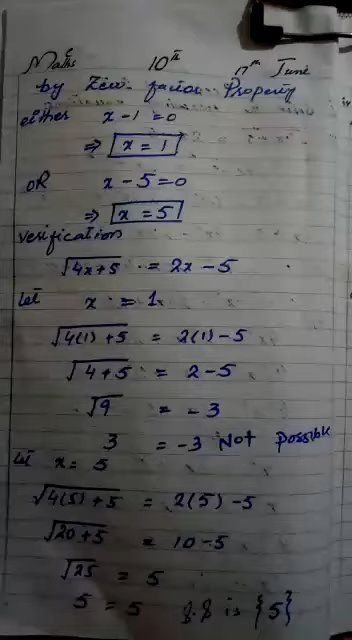 Maths 10th 17th June
by Zero factor Property
either x - 1 = 0
⇒ x = 1
OR x - 5 = 0
⇒ x = 5
verification
√4x+5 = 2x - 5
let x = 1
√4(1)+5 = 2(1) - 5
√4+5 = 2 - 5
√9 = - 3
3 = -3 Not possible
let x = 5
√4(5)+5 = 2(5) - 5
√20+5 = 10 - 5
√25 = 5
5 = 5 S.S is {5}